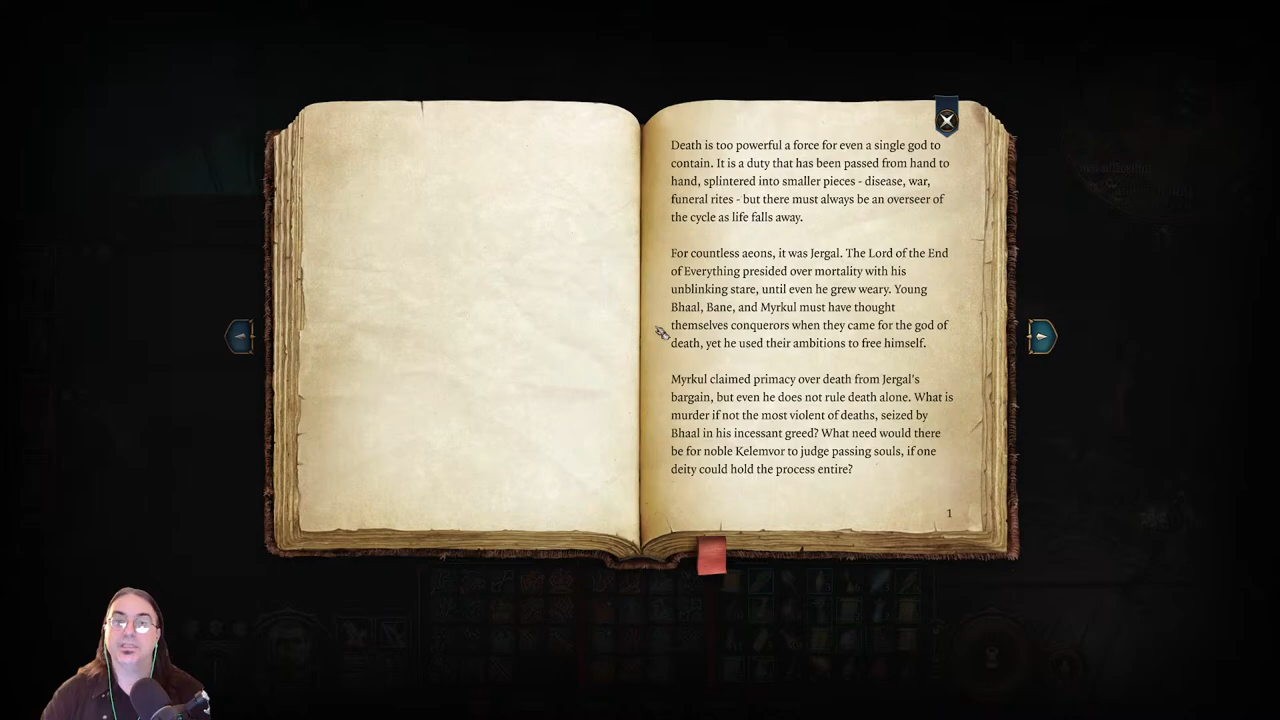 Death is too powerful a force for even a single god to
contain. It is a duty that has been passed from hand to
hand, splintered into smaller pieces - disease, war,
funeral rites - but there must always be an overseer of
the cycle as life falls away.
For countless aeons, it was Jergal. The Lord of the End
of Everything presided over mortality with his
unblinking stare, until even he grew weary. Young
Bhaal, Bane, and Myrkul must have thought
themselves conquerors when they came for the god of
death, yet he used their ambitions to free himself.
Myrkul claimed primacy over death from Jergal's
bargain, but even he does not rule death alone. What is
murder if not the most violent of deaths, seized by
Bhaal in his incessant greed? What need would there
be for noble Kelemvor to judge passing souls, if one
deity could hold the process entire?
1